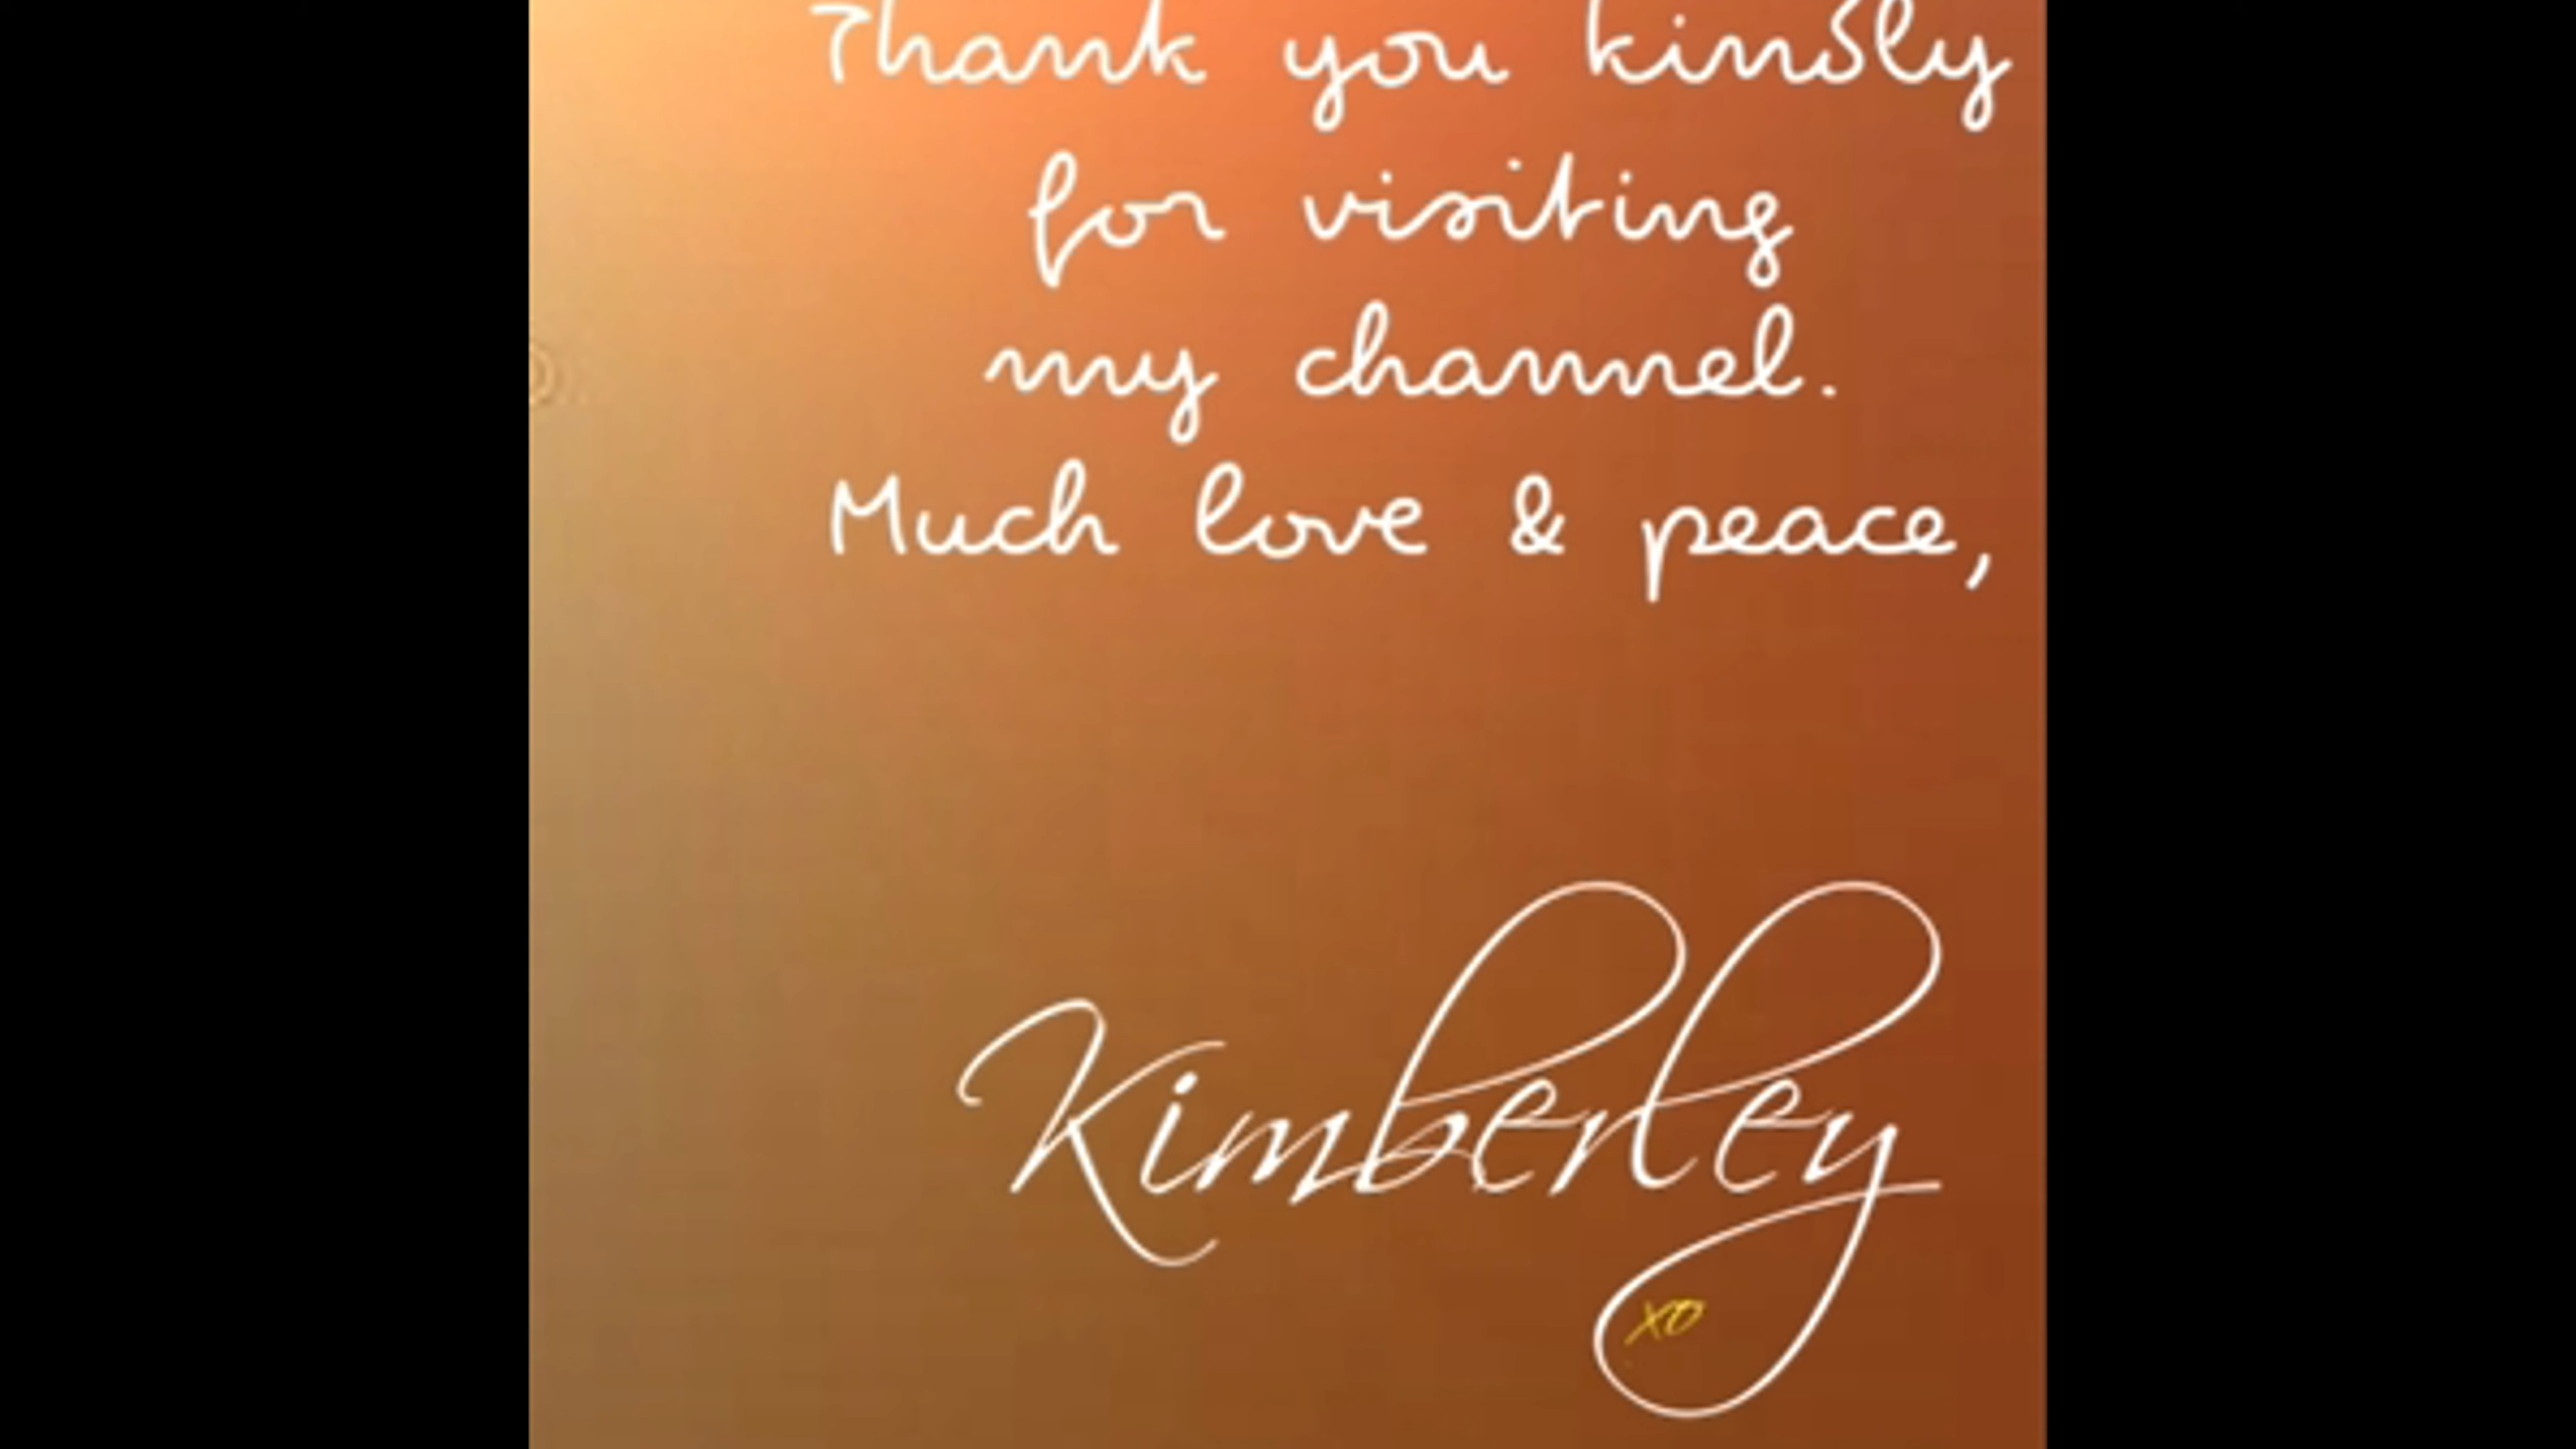 Thank you kindly
for visiting
my channel.
Much love & peace,
Kimberley
xo